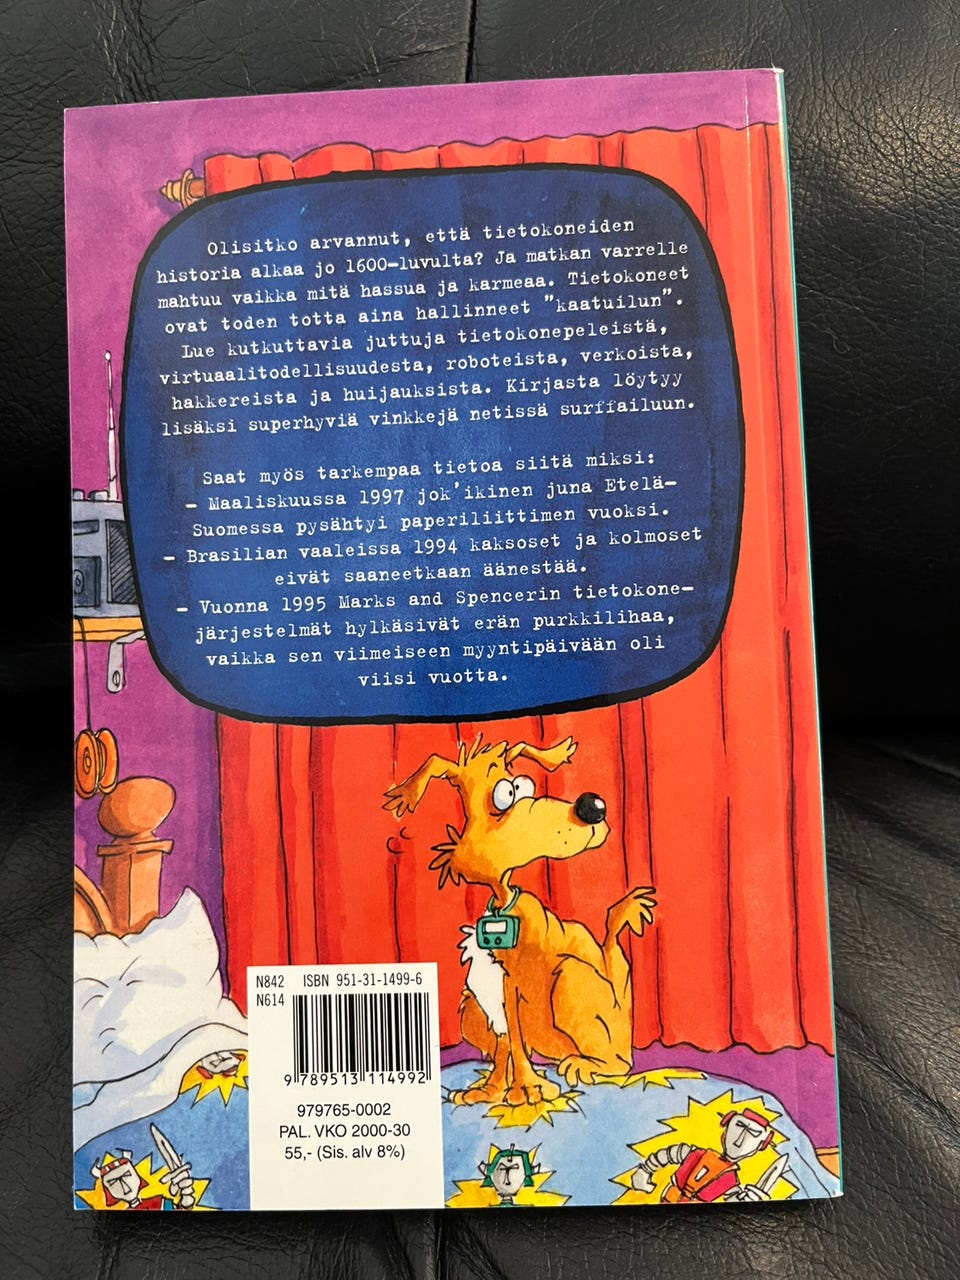 Olisitko arvannut, että tietokoneiden
historia alkaa jo 1600-luvulta? Ja matkan varrelle
mahtuu vaikka mitä hassua ja karmeaa. Tietokoneet
ovat toden totta aina hallinneet "kaatuilun".
Lue kutkuttavia juttuja tietokonepeleistä,
virtuaalitodellisuudesta, roboteista, verkoista,
hakkereista ja huijauksista. Kirjasta löytyy
lisäksi superhyviä vinkkejä netissä surffailuun.
Saat myös tarkempaa tietoa siitä miksi:
- Maaliskuussa 1997 jok'ikinen juna Etelä-
Suomessa pysähtyi paperiliittimen vuoksi.
- Brasilian vaaleissa 1994 kaksoset ja kolmoset
eivät saaneetkaan äänestää.
- Vuonna 1995 Marks and Spencerin tietokone-
järjestelmät hylkäsivät erän purkkilihaa,
vaikka sen viimeiseen myyntipäivään oli
viisi vuotta.
N842 ISBN 951-31-1499-6
N614
9 789513 114992
979765-0002
PAL. VKO 2000-30
55,- (Sis. alv 8%)